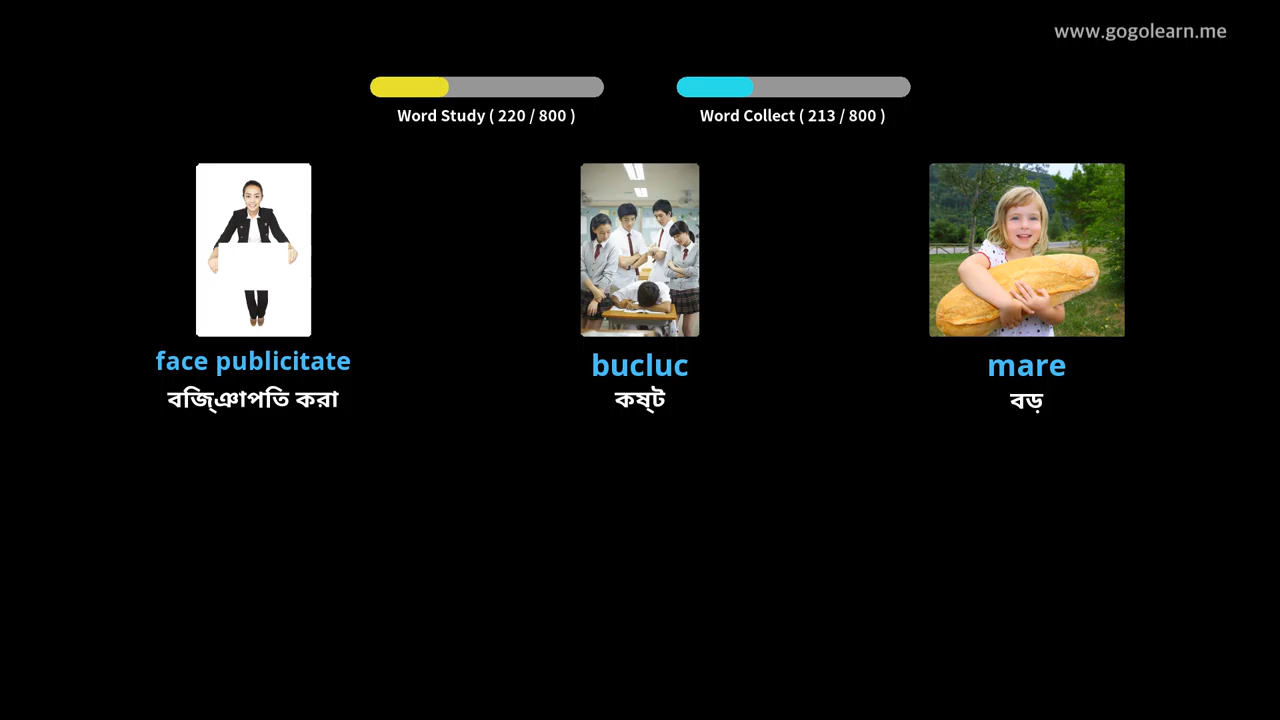 www.gogolearn.me
Word Study ( 220 / 800 )
Word Collect ( 213 / 800 )
face publicitate
বজ্ঞিাপতি করা
bucluc
কষ্ট
mare
বড়